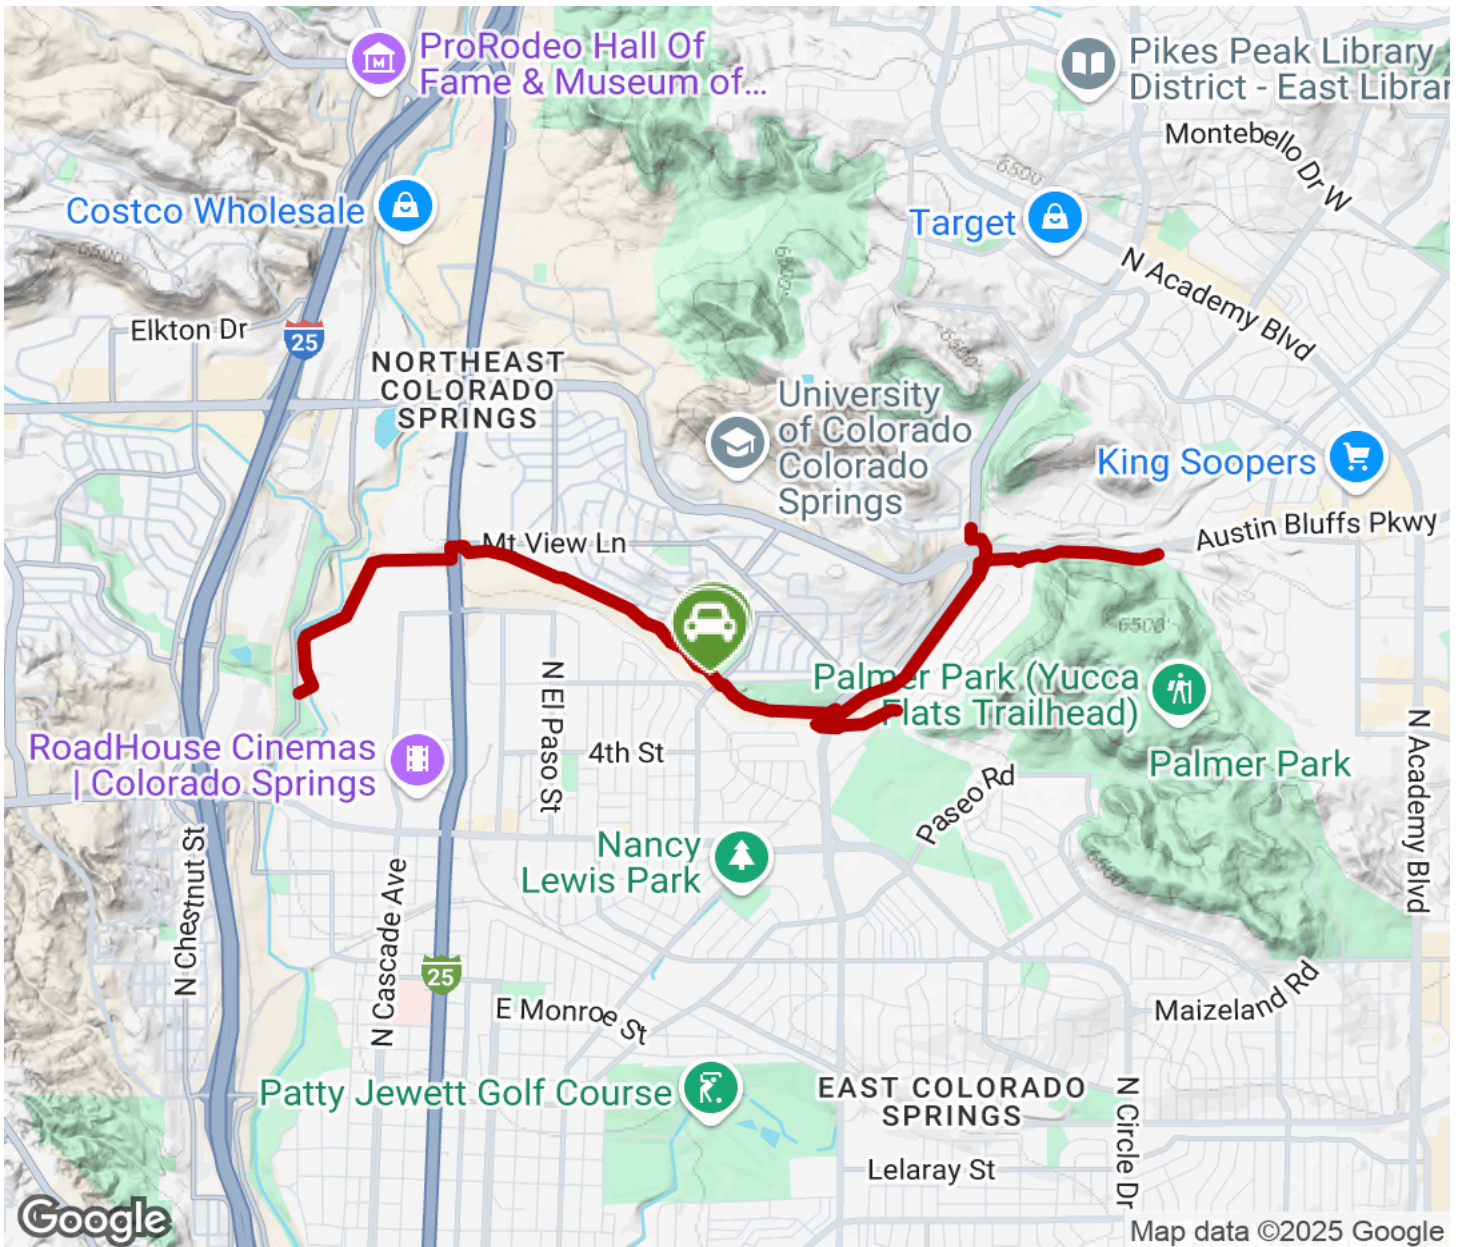 ProRodeo Hall Of
Fame & Museum of...
Pikes Peak Library
District - East Librar
Montebello Dr W
6500
Costco Wholesale
Target
6500
6500
N Academy Blvd
Elkton Dr
25
6500
NORTHEAST
COLORADO
SPRINGS
University
of Colorado
Colorado
Springs
King Soopers
Austin Bluffs Pkwy
Mt View Ln
6500
Palmer Park (Yucca
Flats Trailhead)
N El Paso St
RoadHouse Cinemas
| Colorado Springs
4th St
Palmer Park
N Academy Blvd
Paseo Rd
Nancy
Lewis Park
N Chestnut St
N Cascade Ave
25
E Monroe St
Maizeland Rd
Patty Jewett Golf Course
EAST COLORADO
SPRINGS
N Circle Dr
Lelaray St
Google
Map data ©2025 Google